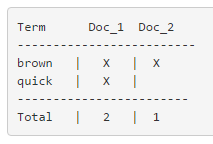 Term      Doc_1  Doc_2
-------------------------
brown   |   X   |  X
quick   |   X   |
------------------------
Total   |   2   |  1